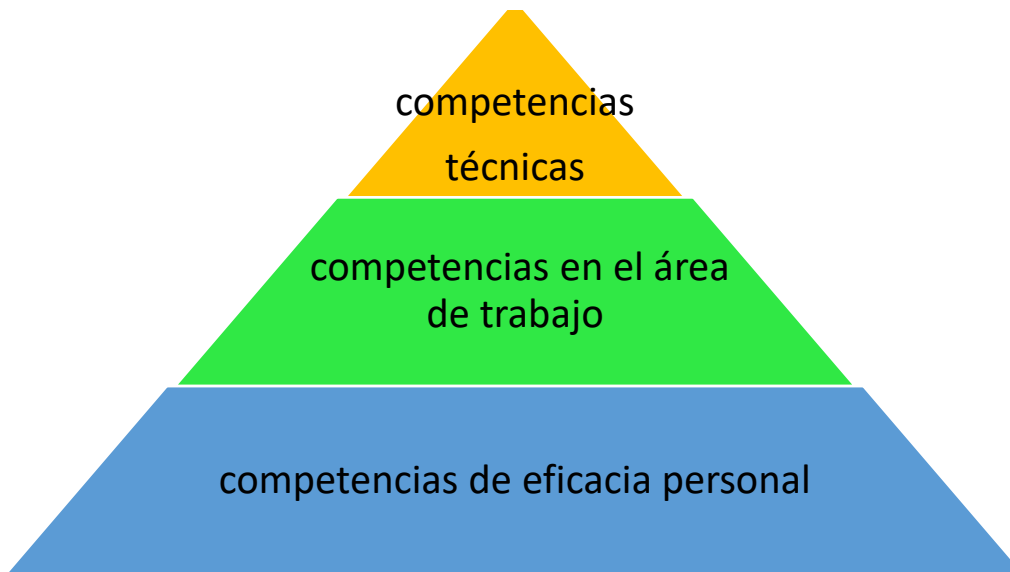 competencias
técnicas
competencias en el área
de trabajo
competencias de eficacia personal